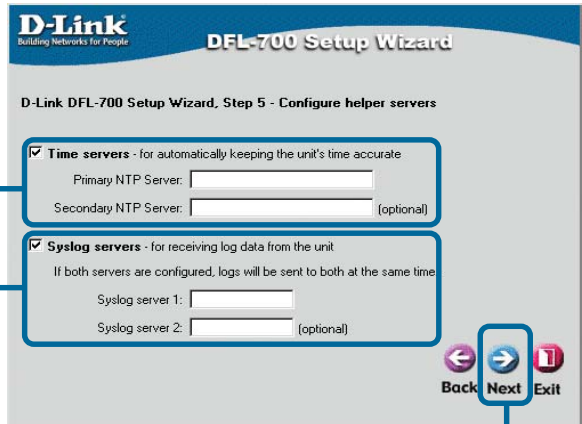 D-Link
Building Networks for People
DFL-700 Setup Wizard
D-Link DFL-700 Setup Wizard, Step 5 - Configure helper servers
Time servers - for automatically keeping the unit's time accurate
Primary NTP Server:
Secondary NTP Server: (optional)
Syslog servers - for receiving log data from the unit
If both servers are configured, logs will be sent to both at the same time
Syslog server 1:
Syslog server 2: (optional)
Back Next Exit